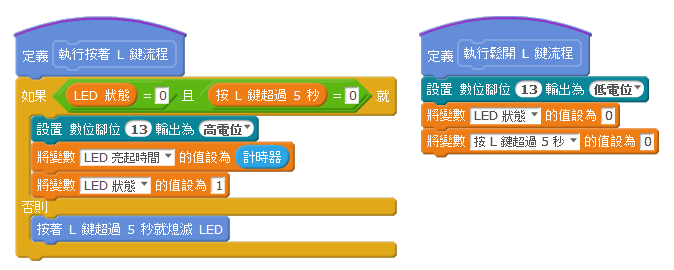 定義 執行按著 L 鍵流程
如果 LED 狀態 = 0 且 按 L 鍵超過 5 秒 = 0 就
設置 數位腳位 13 輸出為 高電位
將變數 LED 亮起時間 的值設為 計時器
將變數 LED 狀態 的值設為 1
否則
按著 L 鍵超過 5 秒就熄滅 LED
定義 執行鬆開 L 鍵流程
設置 數位腳位 13 輸出為 低電位
將變數 LED 狀態 的值設為 0
將變數 按 L 鍵超過 5 秒 的值設為 0